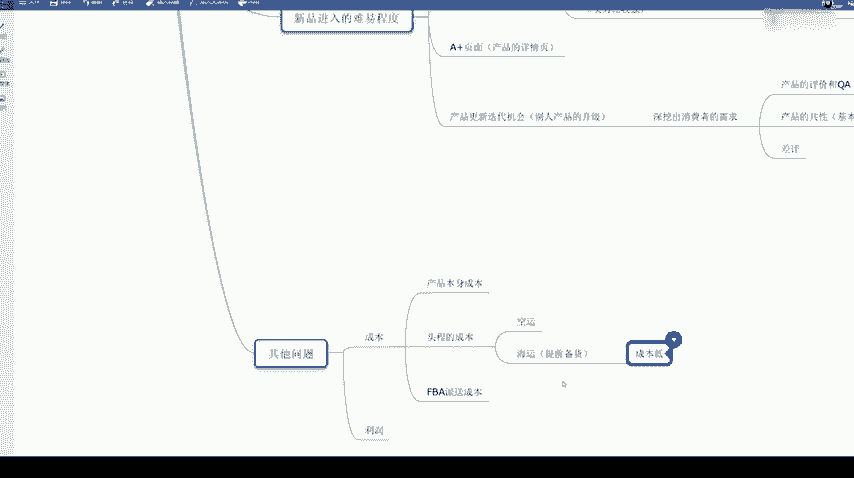 新品进入的难易程度
A+页面（产品的详情页）
产品的评价和QA
产品更新迭代机会（别人产品的升级）
深挖出消费者的需求
产品的共性（基本
差评
产品本身成本
空运
成本
头程的成本
海运（提前备货）
成本低
其他问题
FBA派送成本
利润